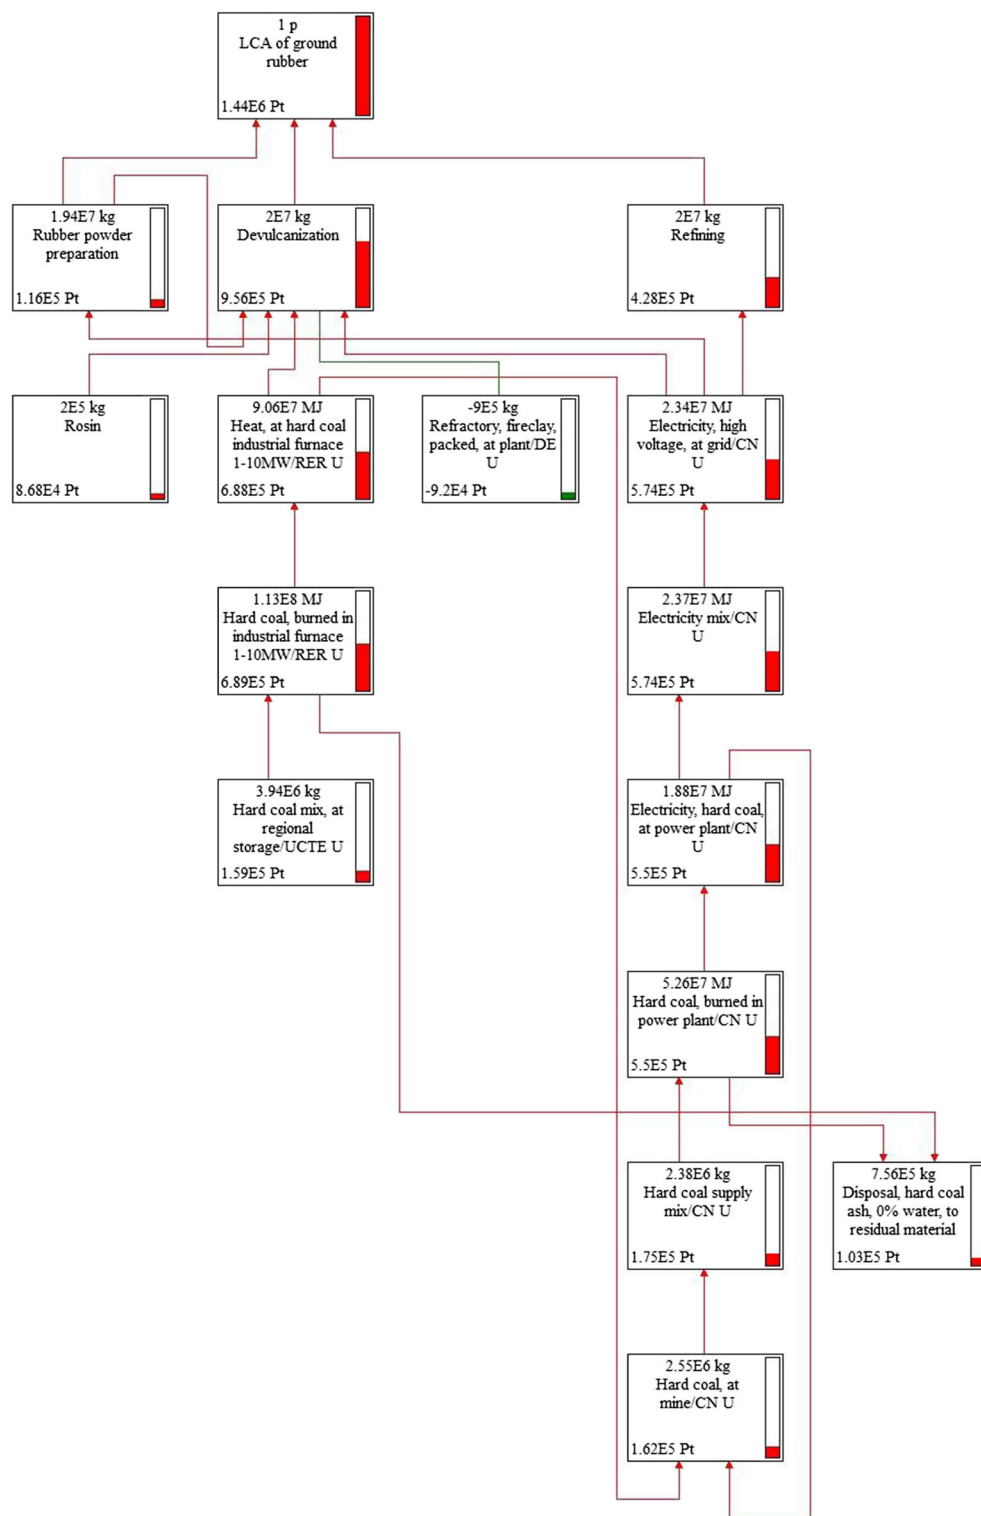 1 p
LCA of ground
rubber
1.44E6 Pt
1.94E7 kg
Rubber powder
preparation
1.16E5 Pt
2E7 kg
Devulcanization
9.56E5 Pt
2E7 kg
Refining
4.28E5 Pt
2E5 kg
Rosin
8.68E4 Pt
9.06E7 MJ
Heat, at hard coal
industrial furnace
1-10MW/RER U
6.88E5 Pt
-9E5 kg
Refractory, fireclay,
packed, at plant/DE
U
-9.2E4 Pt
2.34E7 MJ
Electricity, high
voltage, at grid/CN
U
5.74E5 Pt
1.13E8 MJ
Hard coal, burned in
industrial furnace
1-10MW/RER U
6.89E5 Pt
2.37E7 MJ
Electricity mix/CN
U
5.74E5 Pt
3.94E6 kg
Hard coal mix, at
regional
storage/UCTE U
1.59E5 Pt
1.88E7 MJ
Electricity, hard coal,
at power plant/CN
U
5.5E5 Pt
5.26E7 MJ
Hard coal, burned in
power plant/CN U
5.5E5 Pt
2.38E6 kg
Hard coal supply
mix/CN U
1.75E5 Pt
7.56E5 kg
Disposal, hard coal
ash, 0% water, to
residual material
1.03E5 Pt
2.55E6 kg
Hard coal, at
mine/CN U
1.62E5 Pt